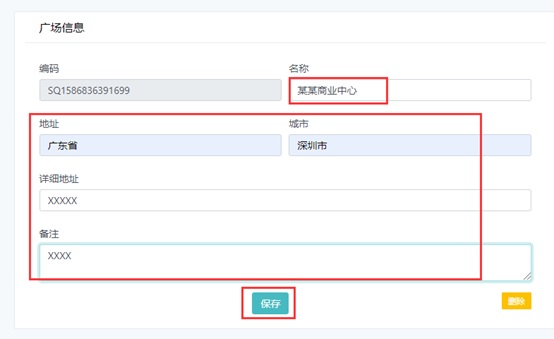 广场信息
编码 名称
SQ1586836391699 某某商业中心
地址 城市
广东省 深圳市
详细地址
XXXXX
备注
XXXX
保存 删除